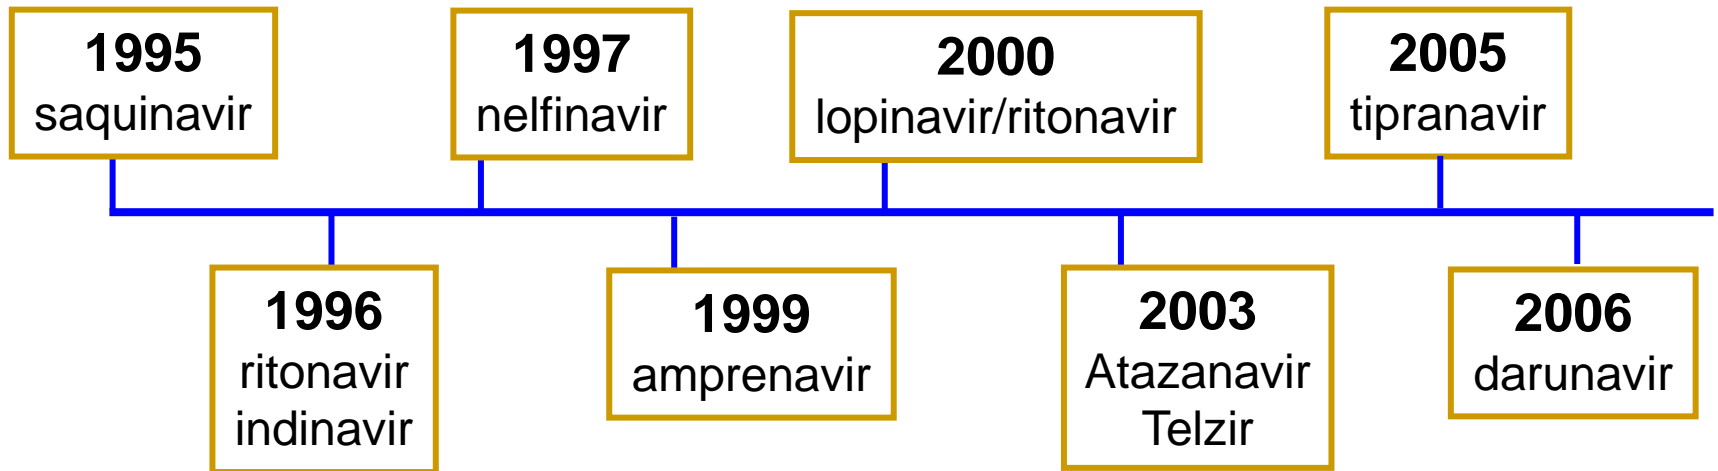 1995
saquinavir
1997
nelfinavir
2000
lopinavir/ritonavir
2005
tipranavir
1996
ritonavir
indinavir
1999
amprenavir
2003
Atazanavir
Telzir
2006
darunavir